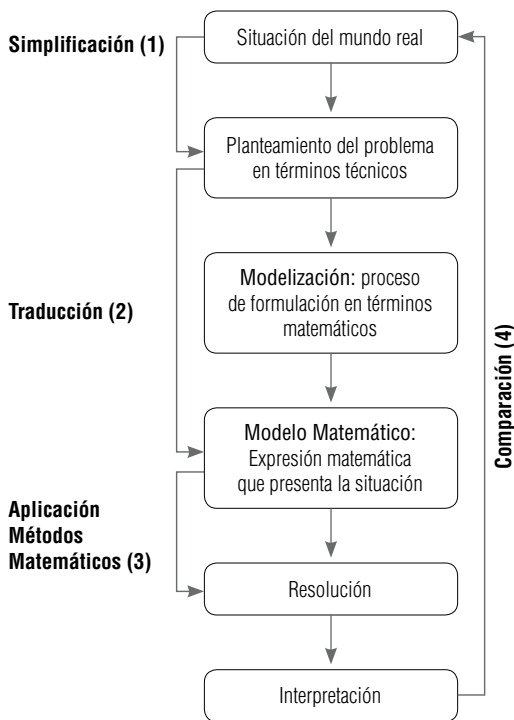 Simplificación (1)
Situación del mundo real
Planteamiento del problema
en términos técnicos
Traducción (2)
Modelización: proceso
de formulación en términos
matemáticos
Comparación (4)
Modelo Matemático:
Expresión matemática
que presenta la situación
Aplicación
Métodos
Matemáticos (3)
Resolución
Interpretación